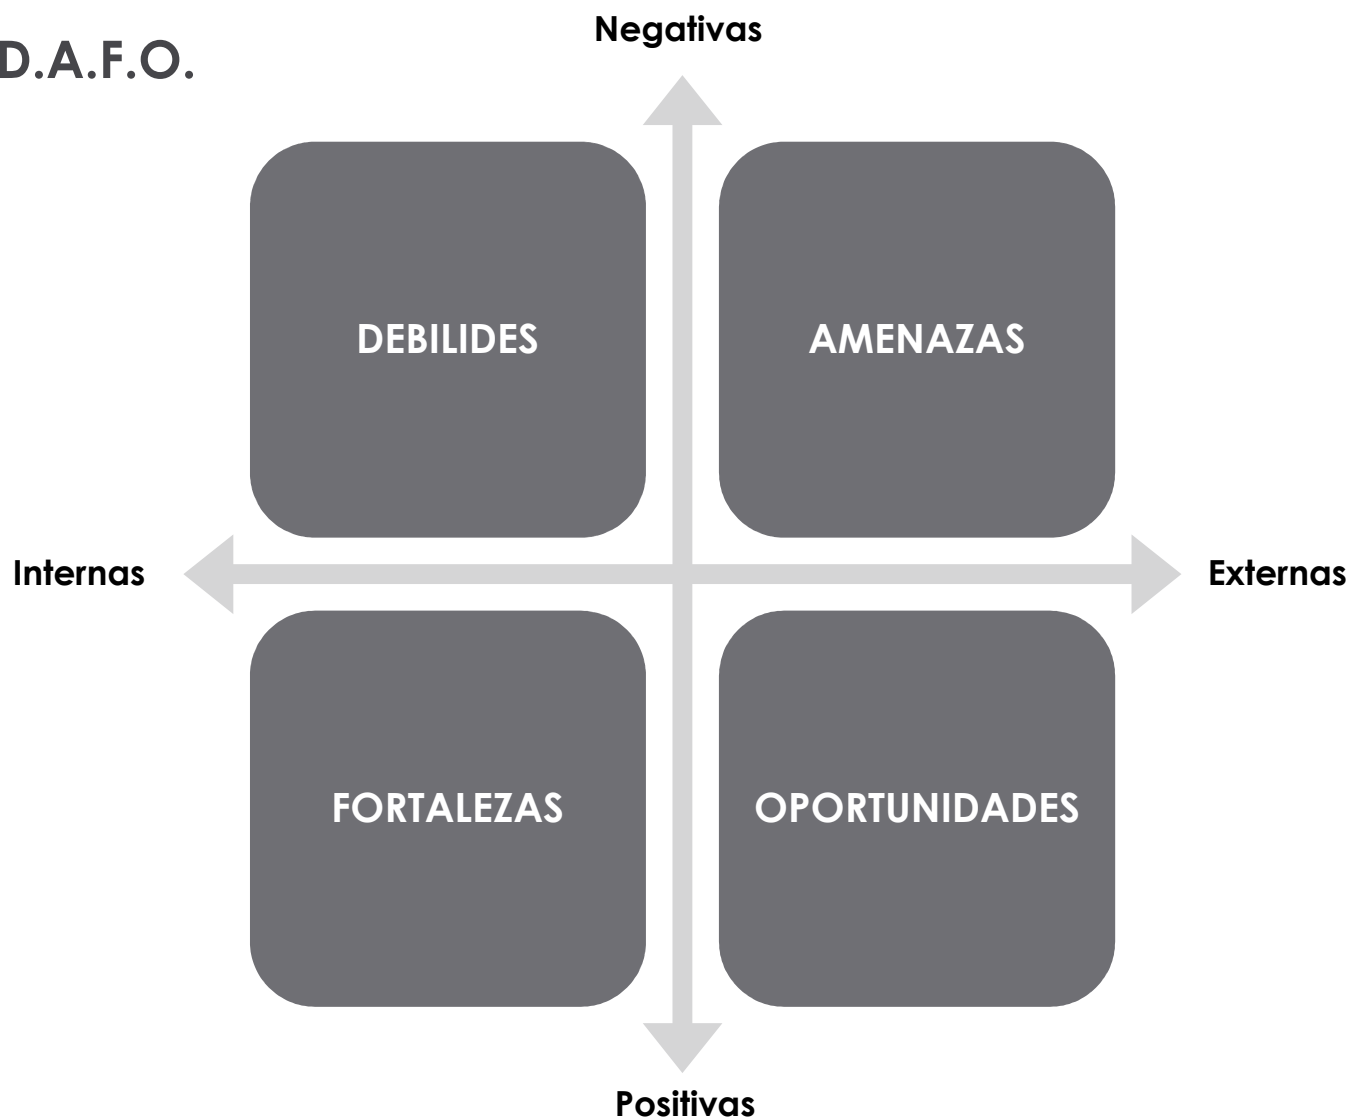 Negativas
D.A.F.O.
DEBILIDES
AMENAZAS
Internas
Externas
FORTALEZAS
OPORTUNIDADES
Positivas